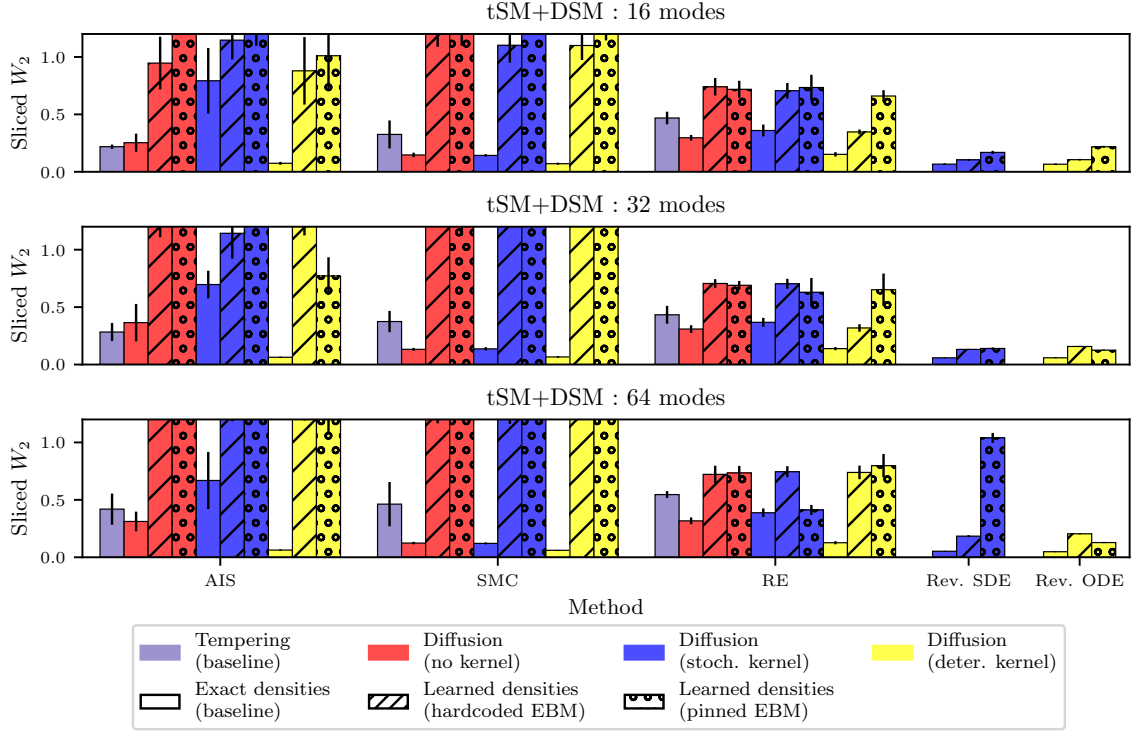 tSM+DSM : 16 modes
Sliced W₂
1.0
0.5
0.0
tSM+DSM : 32 modes
Sliced W₂
1.0
0.5
0.0
tSM+DSM : 64 modes
Sliced W₂
1.0
0.5
0.0
AIS SMC RE Rev. SDE Rev. ODE
Method
Tempering Diffusion Diffusion Diffusion
(baseline) (no kernel) (stoch. kernel) (deter. kernel)
Exact densities Learned densities Learned densities
(baseline) (hardcoded EBM) (pinned EBM)